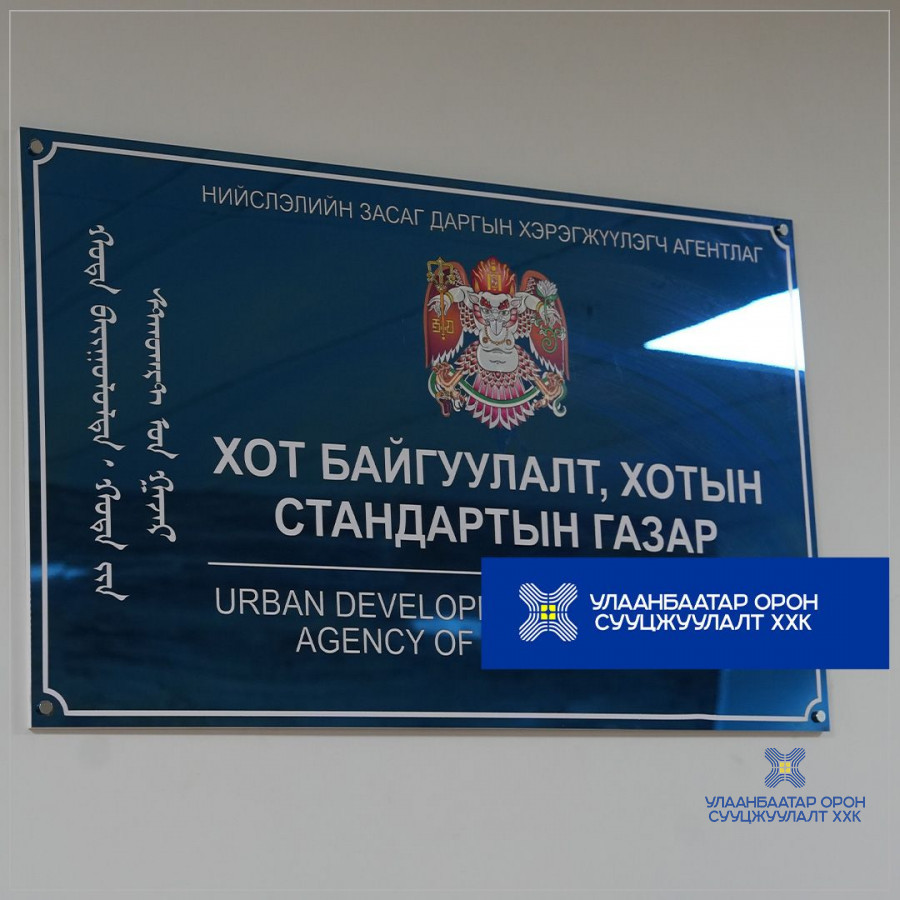 НИЙСЛЭЛИЙН ЗАСАГ ДАРГЫН ХЭРЭГЖҮҮЛЭГЧ АГЕНТЛАГ
ХОТ БАЙГУУЛАЛТ, ХОТЫН
СТАНДАРТЫН ГАЗАР
URBAN DEVELOP
AGENCY OF
УЛААНБААТАР ОРОН
СУУЦЖУУЛАЛТ ХХК
УЛААНБААТАР ОРОН
СУУЦЖУУЛАЛТ ХХК